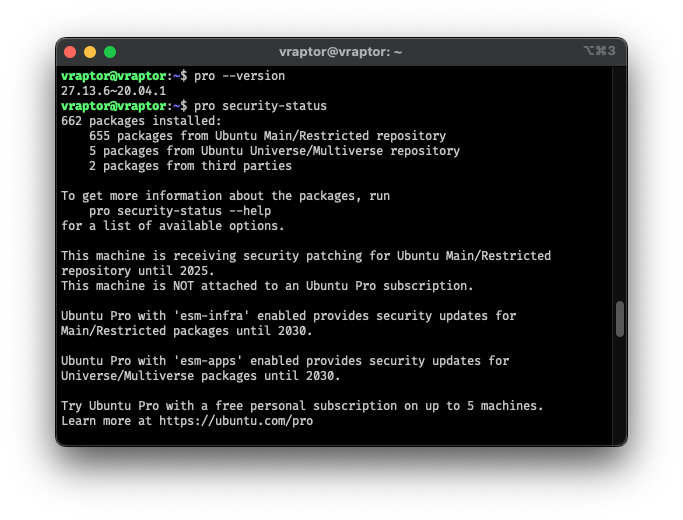 vraptor@vraptor: ~
⌥⌘3
vraptor@vraptor:~$ pro --version
27.13.6~20.04.1
vraptor@vraptor:~$ pro security-status
662 packages installed:
    655 packages from Ubuntu Main/Restricted repository
    5 packages from Ubuntu Universe/Multiverse repository
    2 packages from third parties

To get more information about the packages, run
    pro security-status --help
for a list of available options.

This machine is receiving security patching for Ubuntu Main/Restricted
repository until 2025.
This machine is NOT attached to an Ubuntu Pro subscription.

Ubuntu Pro with 'esm-infra' enabled provides security updates for
Main/Restricted packages until 2030.

Ubuntu Pro with 'esm-apps' enabled provides security updates for
Universe/Multiverse packages until 2030.

Try Ubuntu Pro with a free personal subscription on up to 5 machines.
Learn more at https://ubuntu.com/pro